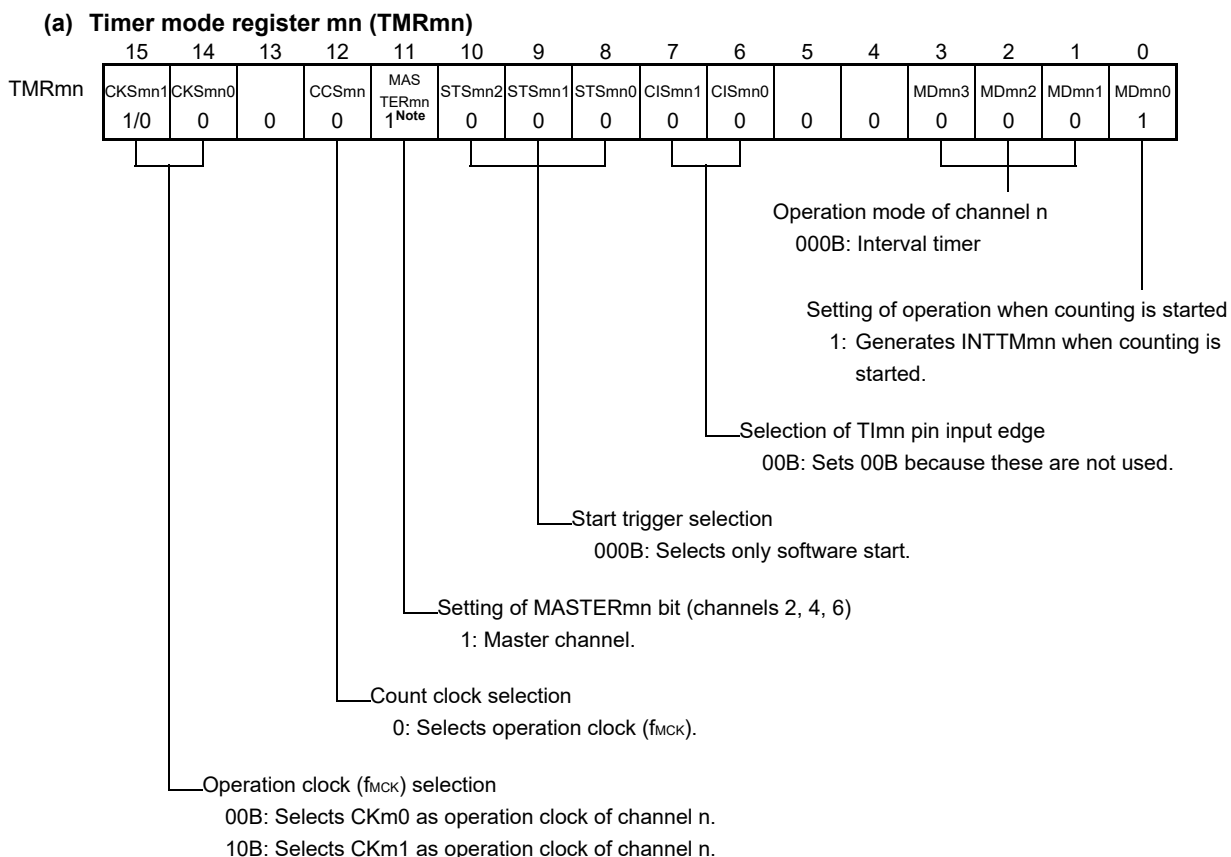 (a) Timer mode register mn (TMRmn)
15 14 13 12 11 10 9 8 7 6 5 4 3 2 1 0
TMRmn
CKSmn1 CKSmn0 CCSmn MAS TERmn STSmn2 STSmn1 STSmn0 CISmn1 CISmn0 MDmn3 MDmn2 MDmn1 MDmn0
1/0 0 0 0 1Note 0 0 0 0 0 0 0 0 0 0 1
Operation mode of channel n
000B: Interval timer
Setting of operation when counting is started
1: Generates INTTMmn when counting is
started.
Selection of TImn pin input edge
00B: Sets 00B because these are not used.
Start trigger selection
000B: Selects only software start.
Setting of MASTERmn bit (channels 2, 4, 6)
1: Master channel.
Count clock selection
0: Selects operation clock (fMCK).
Operation clock (fMCK) selection
00B: Selects CKm0 as operation clock of channel n.
10B: Selects CKm1 as operation clock of channel n.